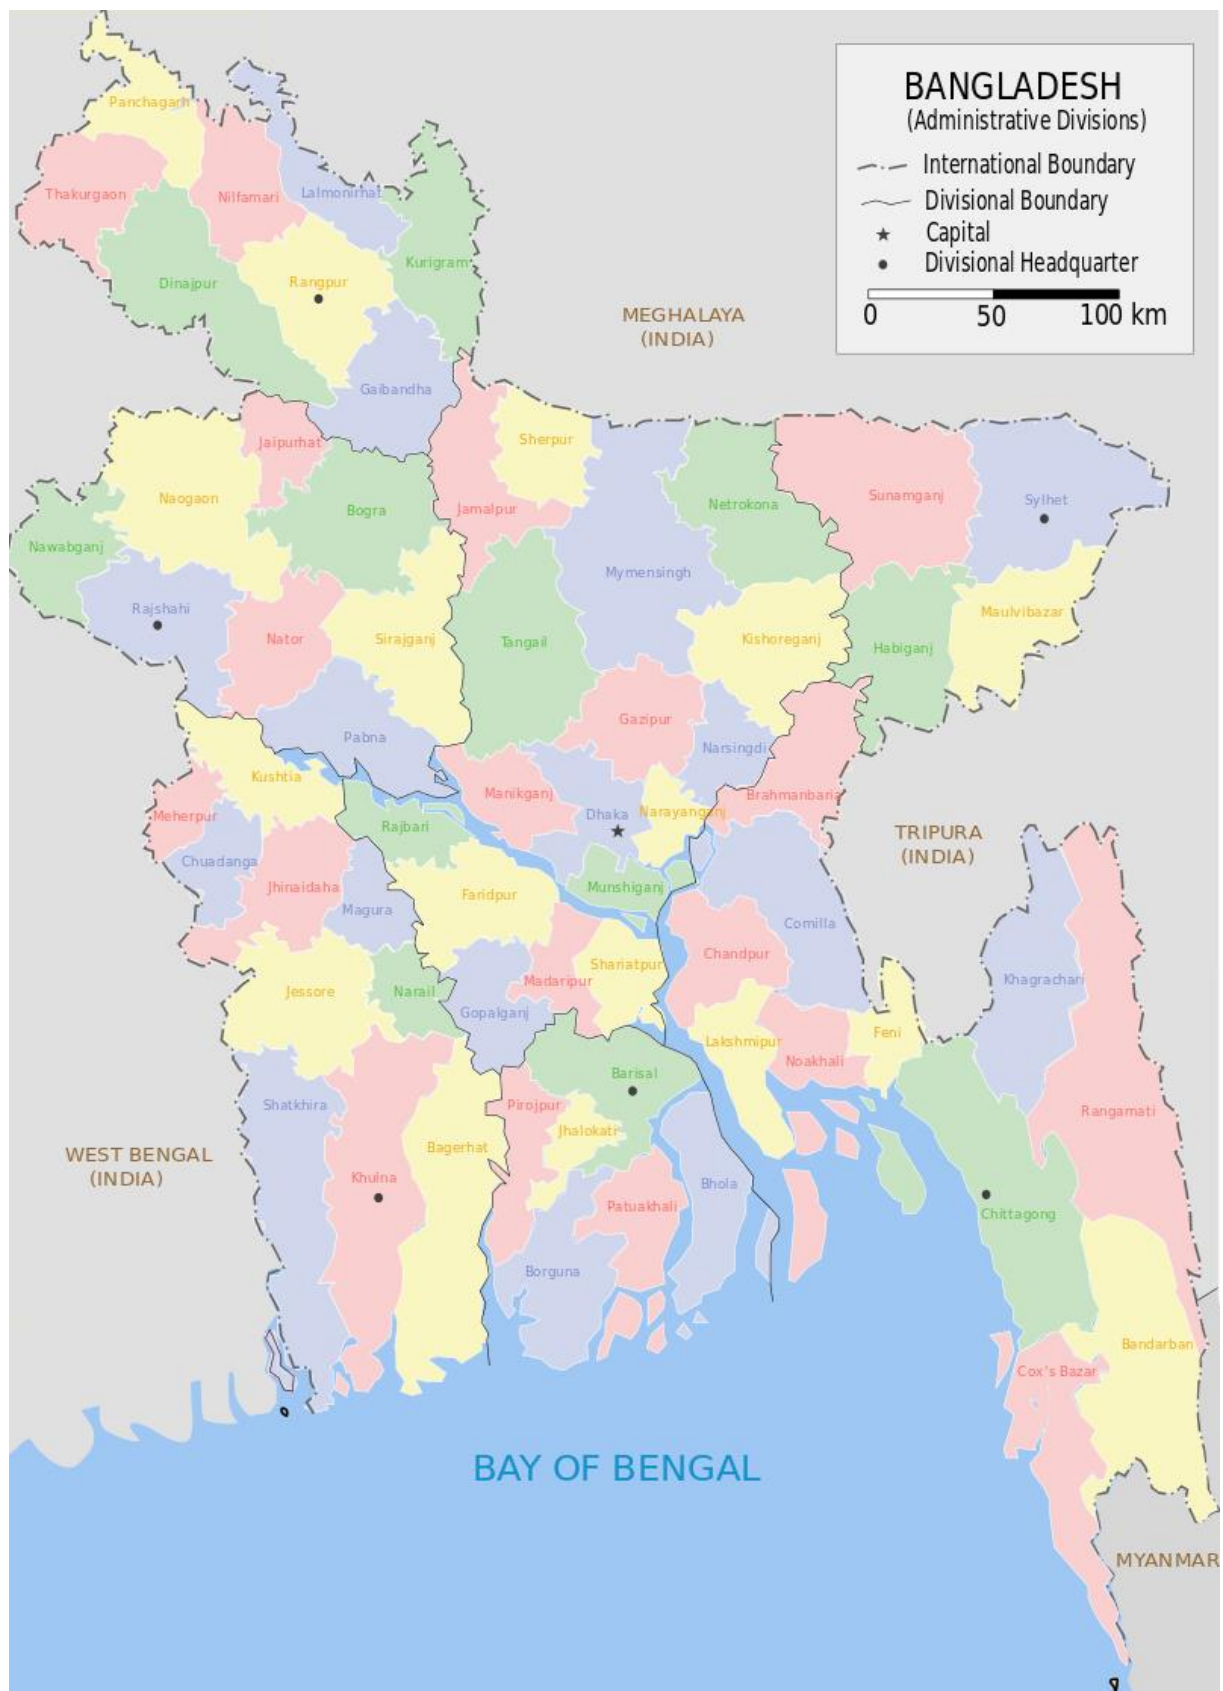 BANGLADESH
(Administrative Divisions)
International Boundary
Divisional Boundary
Capital
Divisional Headquarter
0 50 100 km
Panchagarh
Thakurgaon
Nilfamari
Lalmonirhat
Dinajpur
Rangpur
Kurigram
MEGHALAYA
(INDIA)
Gaibandha
Jaipurhat
Sherpur
Naogaon
Bogra
Jamalpur
Netrokona
Sunamganj
Sylhet
Nawabganj
Mymensingh
Rajshahi
Nator
Sirajganj
Tangail
Kishoreganj
Habiganj
Maulvibazar
Pabna
Gazipur
Narsingdi
Kushtia
Manikganj
Brahmanbaria
Meherpur
Rajbari
Dhaka
Narayanganj
TRIPURA
(INDIA)
Chuadanga
Jhinaidaha
Magura
Faridpur
Munshiganj
Comilla
Jessore
Narail
Gopalganj
Madaripur
Shariatpur
Chandpur
Khagrachari
Lakshmipur
Noakhali
Feni
Barisal
Shatkhira
Pirojpur
Jhalokati
Rangamati
WEST BENGAL
(INDIA)
Bagerhat
Khulna
Patuakhali
Bhola
Chittagong
Borguna
Bandarban
Cox's Bazar
BAY OF BENGAL
MYANMAR